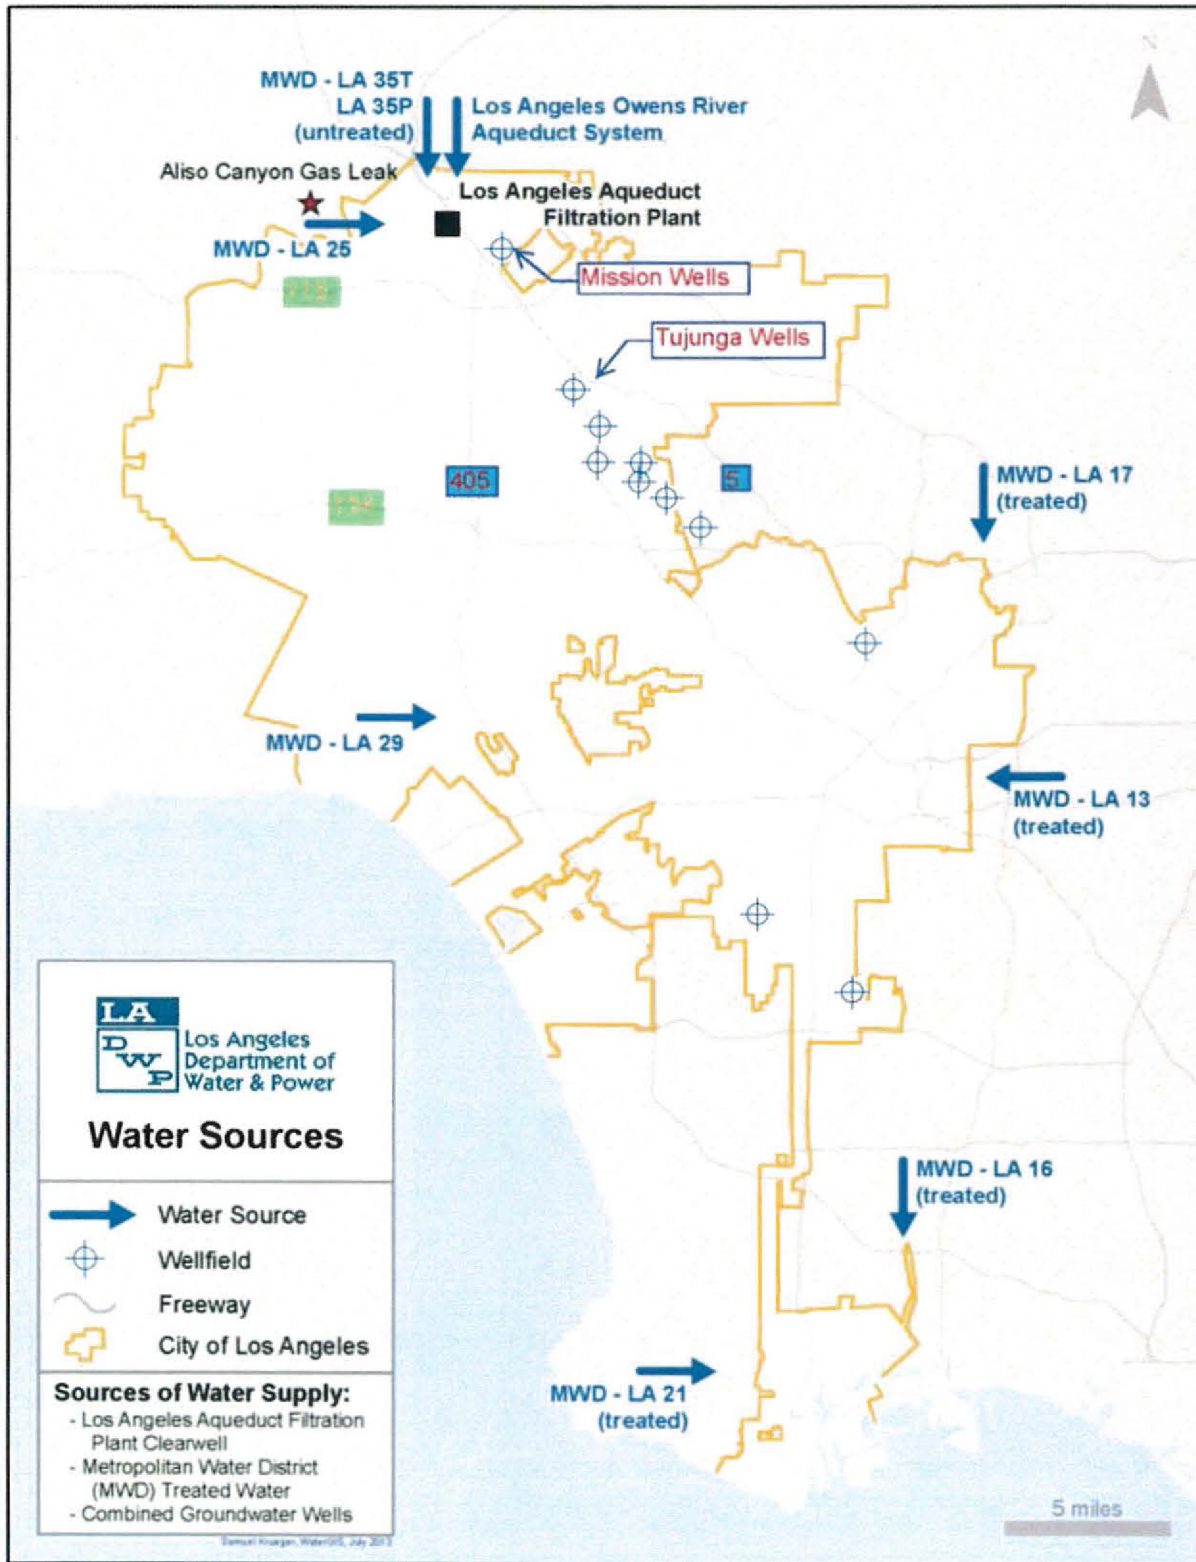 N
MWD - LA 35T
LA 35P
(untreated)
Los Angeles Owens River
Aqueduct System
Aliso Canyon Gas Leak
Los Angeles Aqueduct
Filtration Plant
MWD - LA 25
Mission Wells
Tujunga Wells
405
5
MWD - LA 17
(treated)
MWD - LA 29
MWD - LA 13
(treated)
LA
DWP
Los Angeles
Department of
Water & Power
Water Sources
Water Source
Wellfield
Freeway
City of Los Angeles
Sources of Water Supply:
- Los Angeles Aqueduct Filtration
Plant Clearwell
- Metropolitan Water District
(MWD) Treated Water
- Combined Groundwater Wells
MWD - LA 16
(treated)
MWD - LA 21
(treated)
5 miles